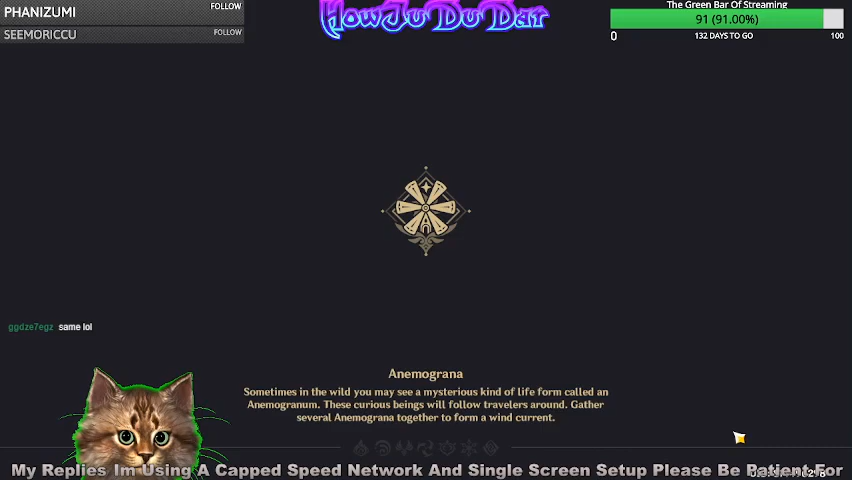 PHANIZUMI FOLLOW
SEEMORICCU FOLLOW
HowJuDuDat
The Green Bar Of Streaming
91 (91.00%)
0 132 DAYS TO GO 100
ggdze7egz same lol
Anemograna
Sometimes in the wild you may see a mysterious kind of life form called an
Anemogranum. These curious beings will follow travelers around. Gather
several Anemograna together to form a wind current.
My Replies Im Using A Capped Speed Network And Single Screen Setup Please Be Patient For